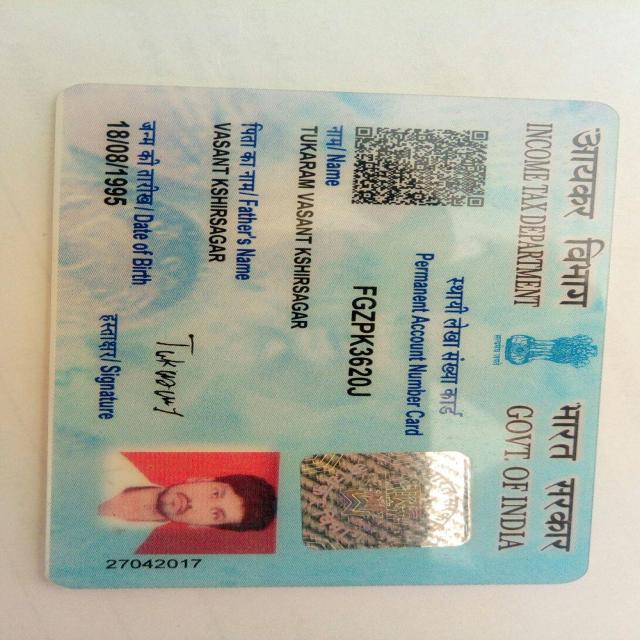 आयकर विभाग
INCOME TAX DEPARTMENT
भारत सरकार
GOVT. OF INDIA
सत्यमेव जयते
स्थायी लेखा संख्या कार्ड
Permanent Account Number Card
FGZPK3620J
नाम/ Name
TUKARAM VASANT KSHIRSAGAR
पिता का नाम/ Father's Name
VASANT KSHIRSAGAR
जन्म की तारीख/ Date of Birth
18/08/1995
हस्ताक्षर/ Signature
27042017